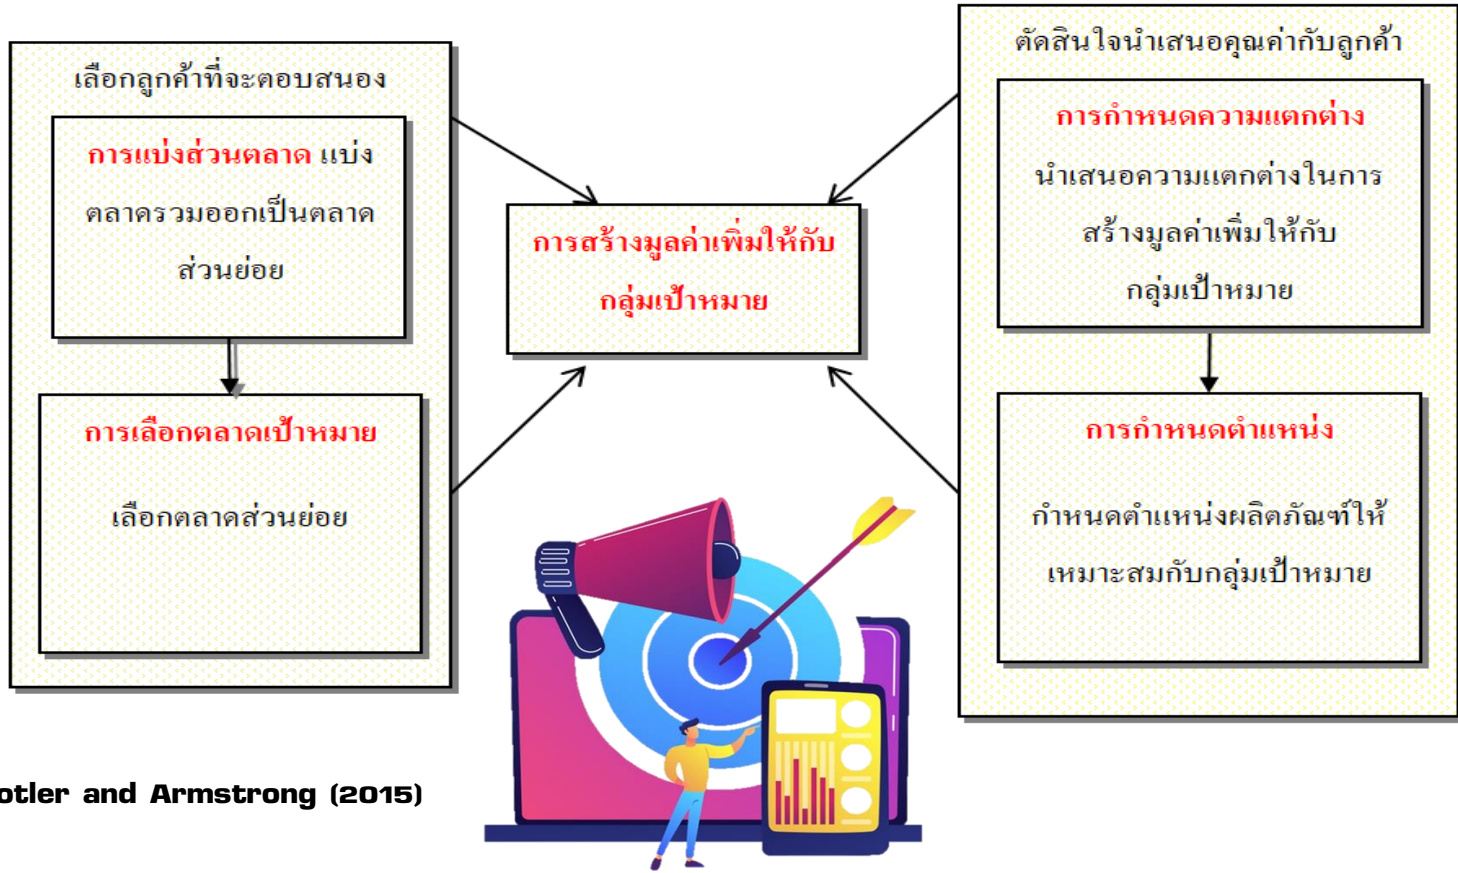 เลือกลูกค้าที่จะตอบสนอง
การแบ่งส่วนตลาด แบ่ง
ตลาดรวมออกเป็นตลาด
ส่วนย่อย
การเลือกตลาดเป้าหมาย
เลือกตลาดส่วนย่อย
การสร้างมูลค่าเพิ่มให้กับ
กลุ่มเป้าหมาย
ตัดสินใจนำเสนอคุณค่ากับลูกค้า
การกำหนดความแตกต่าง
นำเสนอความแตกต่างในการ
สร้างมูลค่าเพิ่มให้กับ
กลุ่มเป้าหมาย
การกำหนดตำแหน่ง
กำหนดตำแหน่งผลิตภัณฑ์ให้
เหมาะสมกับกลุ่มเป้าหมาย
otler and Armstrong (2015)